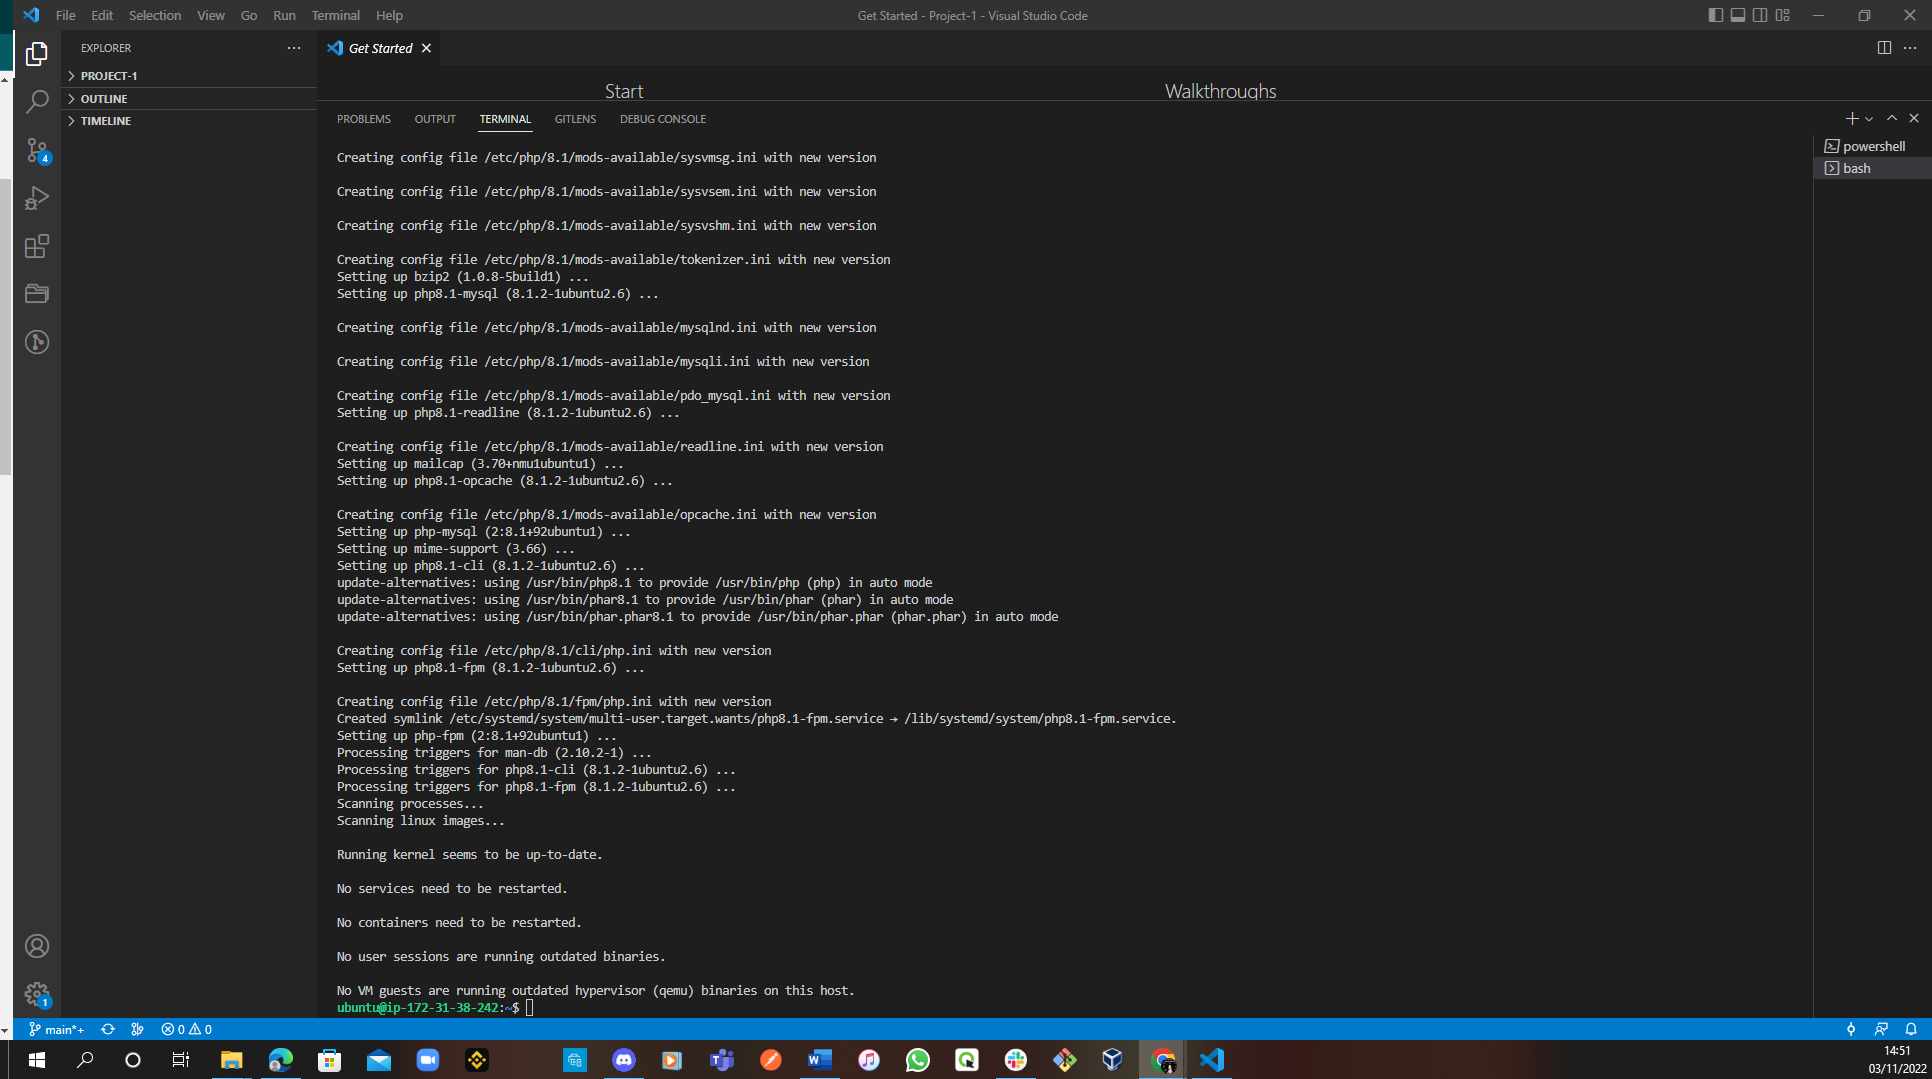 File Edit Selection View Go Run Terminal Help
Get Started - Project-1 - Visual Studio Code
EXPLORER
PROJECT-1
OUTLINE
TIMELINE
Get Started
Start
Walkthroughs
PROBLEMS OUTPUT TERMINAL GITLENS DEBUG CONSOLE
powershell
bash
Creating config file /etc/php/8.1/mods-available/sysvmsg.ini with new version
Creating config file /etc/php/8.1/mods-available/sysvsem.ini with new version
Creating config file /etc/php/8.1/mods-available/sysvshm.ini with new version
Creating config file /etc/php/8.1/mods-available/tokenizer.ini with new version
Setting up bzip2 (1.0.8-5build1) ...
Setting up php8.1-mysql (8.1.2-1ubuntu2.6) ...
Creating config file /etc/php/8.1/mods-available/mysqlnd.ini with new version
Creating config file /etc/php/8.1/mods-available/mysqli.ini with new version
Creating config file /etc/php/8.1/mods-available/pdo_mysql.ini with new version
Setting up php8.1-readline (8.1.2-1ubuntu2.6) ...
Creating config file /etc/php/8.1/mods-available/readline.ini with new version
Setting up mailcap (3.70+nmu1ubuntu1) ...
Setting up php8.1-opcache (8.1.2-1ubuntu2.6) ...
Creating config file /etc/php/8.1/mods-available/opcache.ini with new version
Setting up php-mysql (2:8.1+92ubuntu1) ...
Setting up mime-support (3.66) ...
Setting up php8.1-cli (8.1.2-1ubuntu2.6) ...
update-alternatives: using /usr/bin/php8.1 to provide /usr/bin/php (php) in auto mode
update-alternatives: using /usr/bin/phar8.1 to provide /usr/bin/phar (phar) in auto mode
update-alternatives: using /usr/bin/phar.phar8.1 to provide /usr/bin/phar.phar (phar.phar) in auto mode
Creating config file /etc/php/8.1/cli/php.ini with new version
Setting up php8.1-fpm (8.1.2-1ubuntu2.6) ...
Creating config file /etc/php/8.1/fpm/php.ini with new version
Created symlink /etc/systemd/system/multi-user.target.wants/php8.1-fpm.service → /lib/systemd/system/php8.1-fpm.service.
Setting up php-fpm (2:8.1+92ubuntu1) ...
Processing triggers for man-db (2.10.2-1) ...
Processing triggers for php8.1-cli (8.1.2-1ubuntu2.6) ...
Processing triggers for php8.1-fpm (8.1.2-1ubuntu2.6) ...
Scanning processes...
Scanning linux images...
Running kernel seems to be up-to-date.
No services need to be restarted.
No containers need to be restarted.
No user sessions are running outdated binaries.
No VM guests are running outdated hypervisor (qemu) binaries on this host.
ubuntu@ip-172-31-38-242:~$
4
1
main*+ 0 0
14:51
03/11/2022